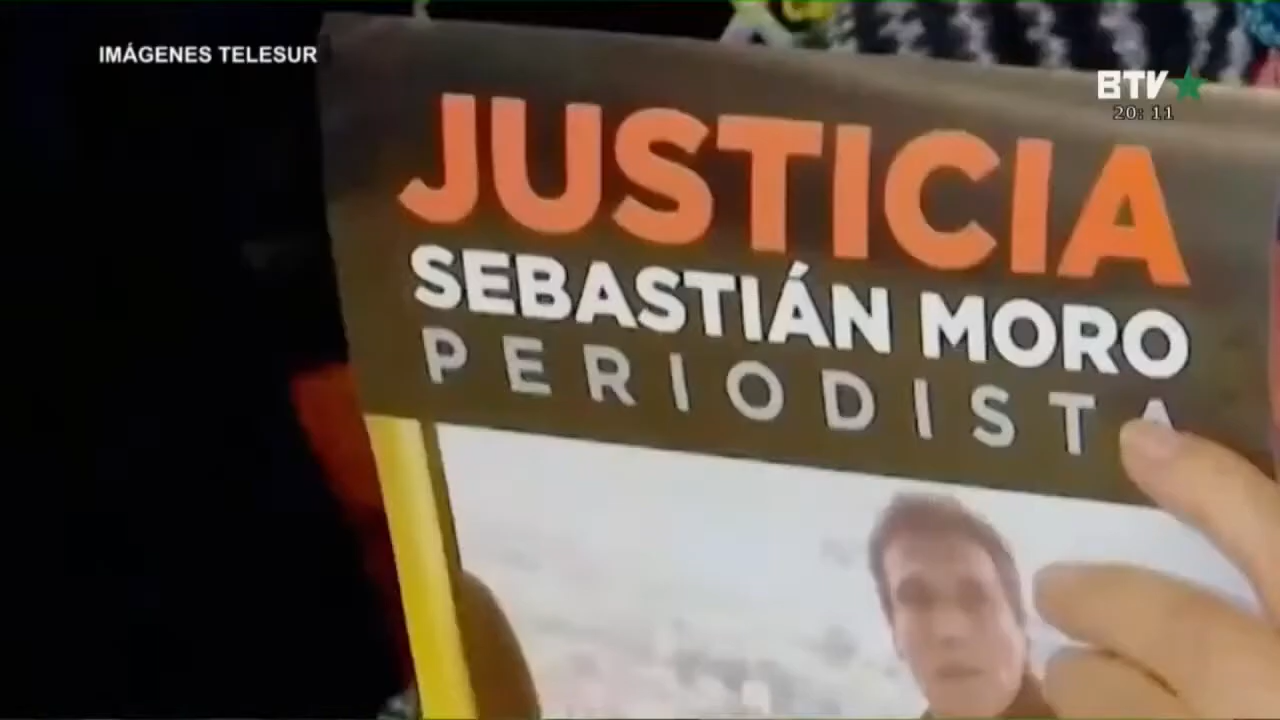 IMÁGENES TELESUR
BTV
20: 11
JUSTICIA
SEBASTIÁN MORO
PERIODISTA